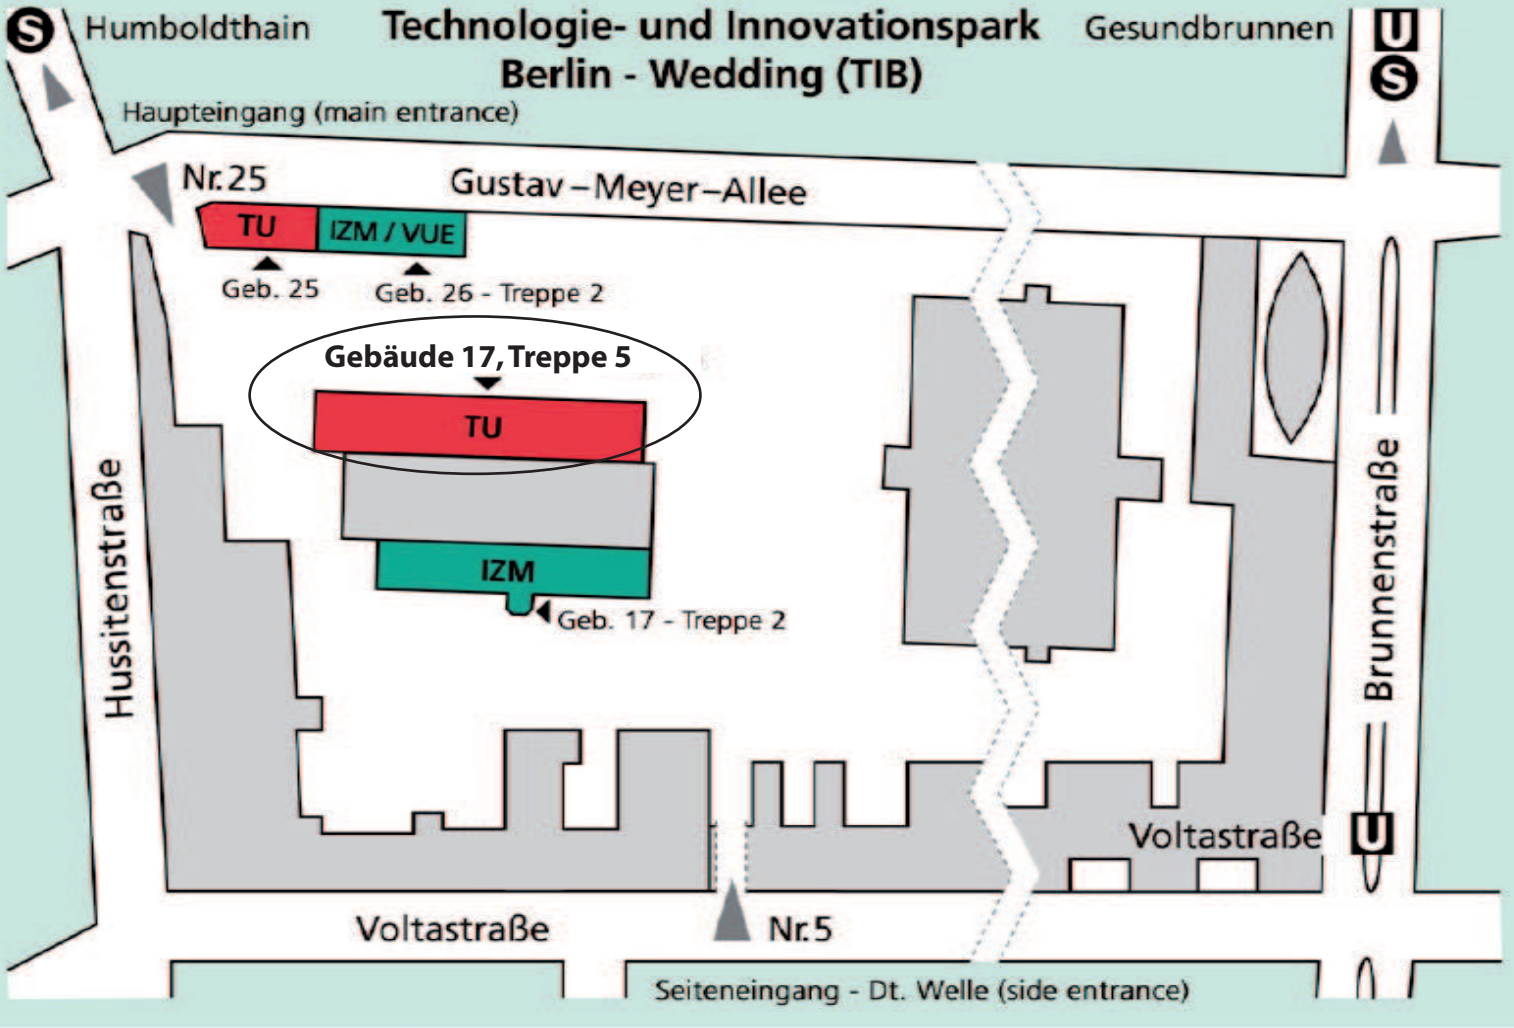 S Humboldthain
Technologie- und Innovationspark
Berlin - Wedding (TIB)
Gesundbrunnen U
S
Haupteingang (main entrance)
Nr.25
Gustav-Meyer-Allee
TU
IZM / VUE
Geb. 25
Geb. 26 - Treppe 2
Gebäude 17, Treppe 5
TU
IZM
Geb. 17 - Treppe 2
Hussitenstraße
Brunnenstraße
Voltastraße U
Voltastraße
Nr.5
Seiteneingang - Dt. Welle (side entrance)